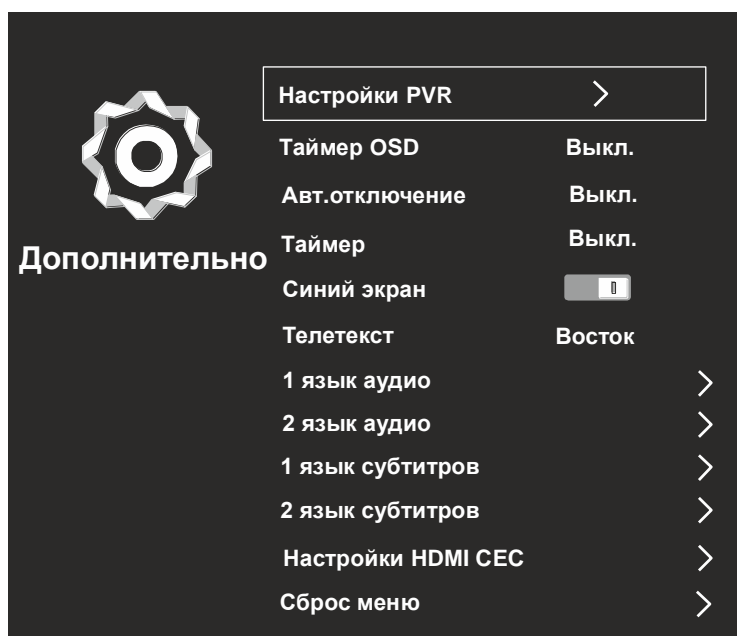 Дополнительно
Настройки PVR
Таймер OSD Выкл.
Авт.отключение Выкл.
Таймер Выкл.
Синий экран
Телетекст Восток
1 язык аудио
2 язык аудио
1 язык субтитров
2 язык субтитров
Настройки HDMI CEC
Сброс меню